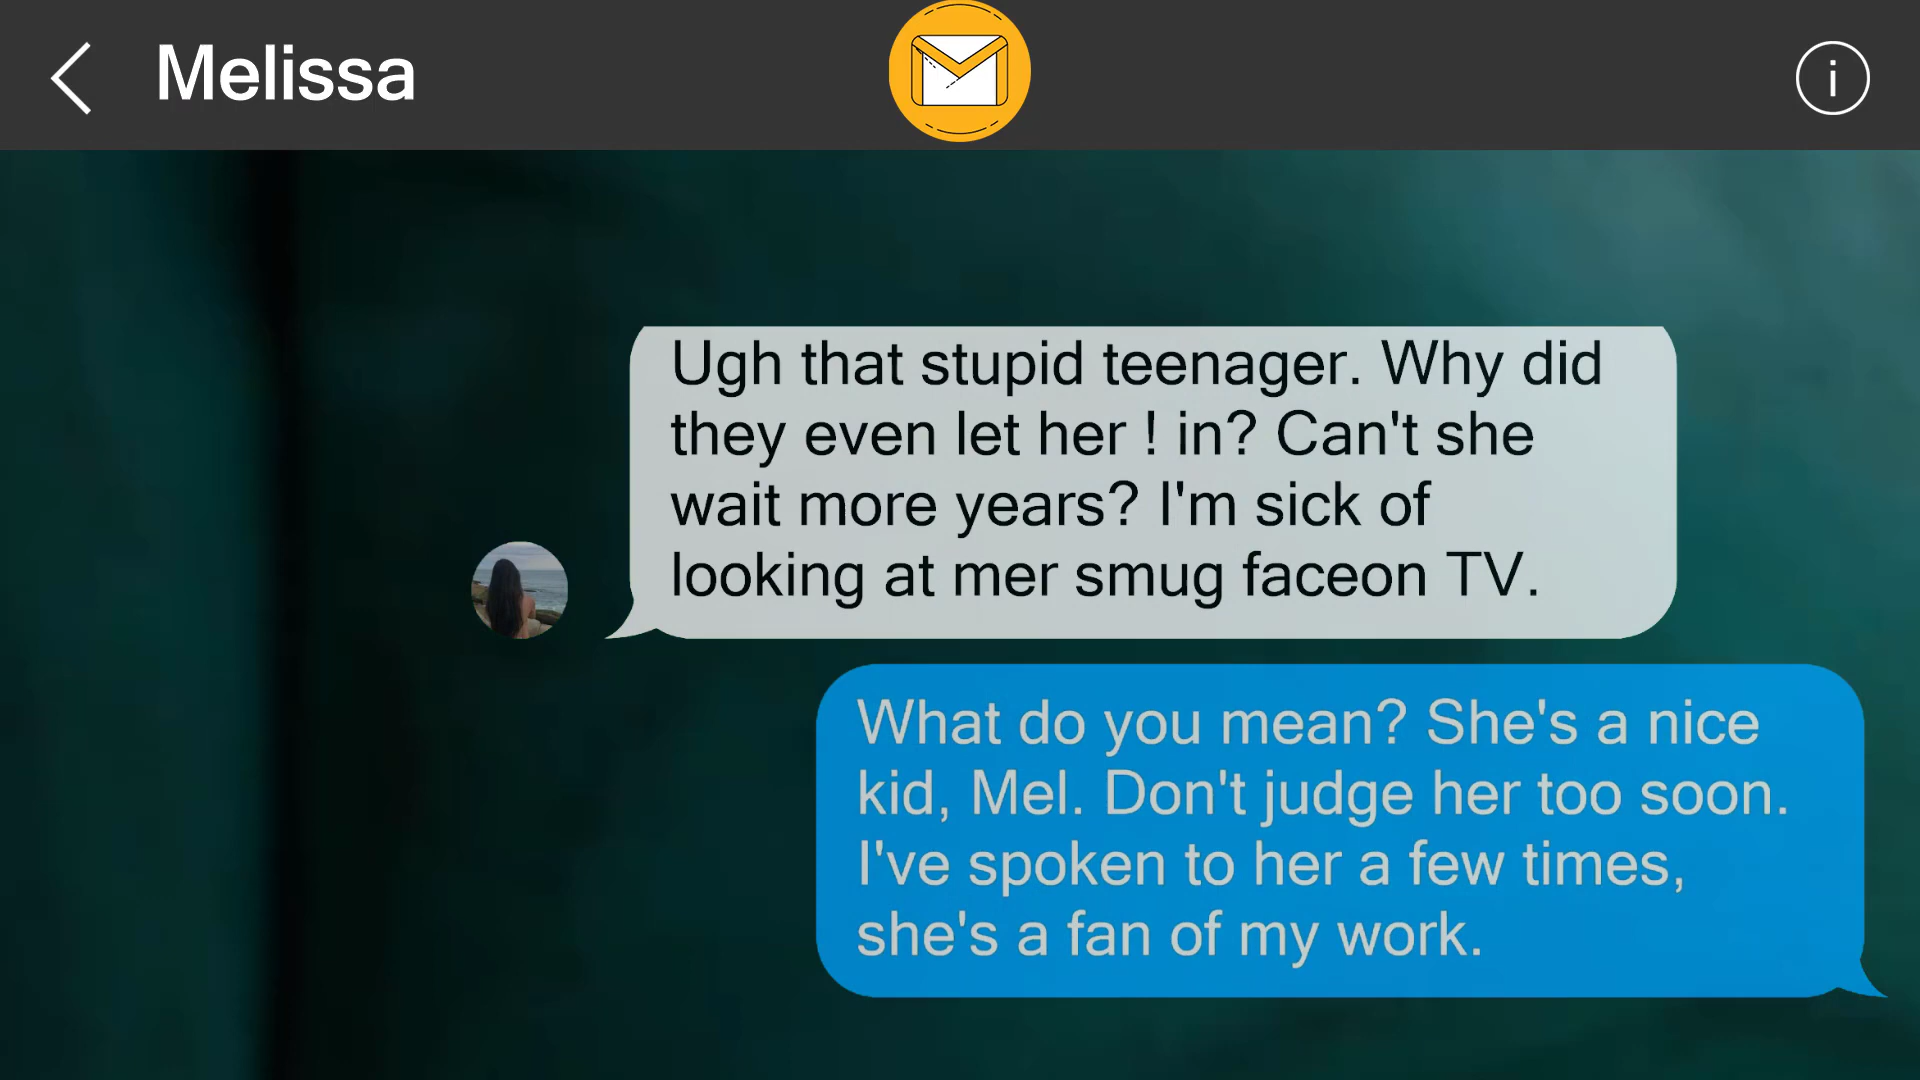 Melissa
i
Ugh that stupid teenager. Why did
they even let her ! in? Can't she
wait more years? I'm sick of
looking at mer smug faceon TV.
What do you mean? She's a nice
kid, Mel. Don't judge her too soon.
I've spoken to her a few times,
she's a fan of my work.